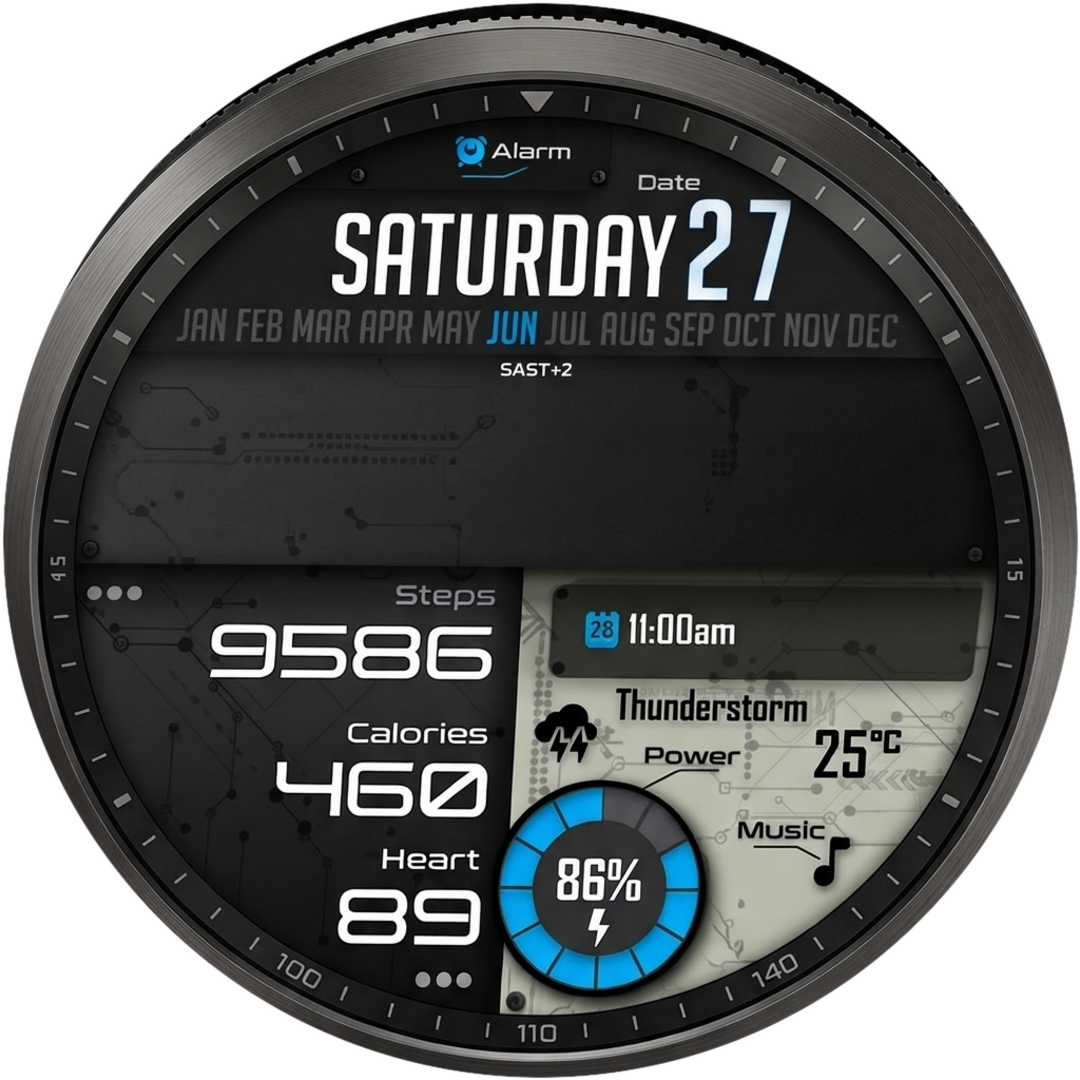 Alarm
Date
SATURDAY 27
JAN FEB MAR APR MAY JUN JUL AUG SEP OCT NOV DEC
SAST+2
45
15
Steps
9586
28 11:00am
Thunderstorm
25°C
Calories
460
Power
Music
Heart
89
86%
100
110
140